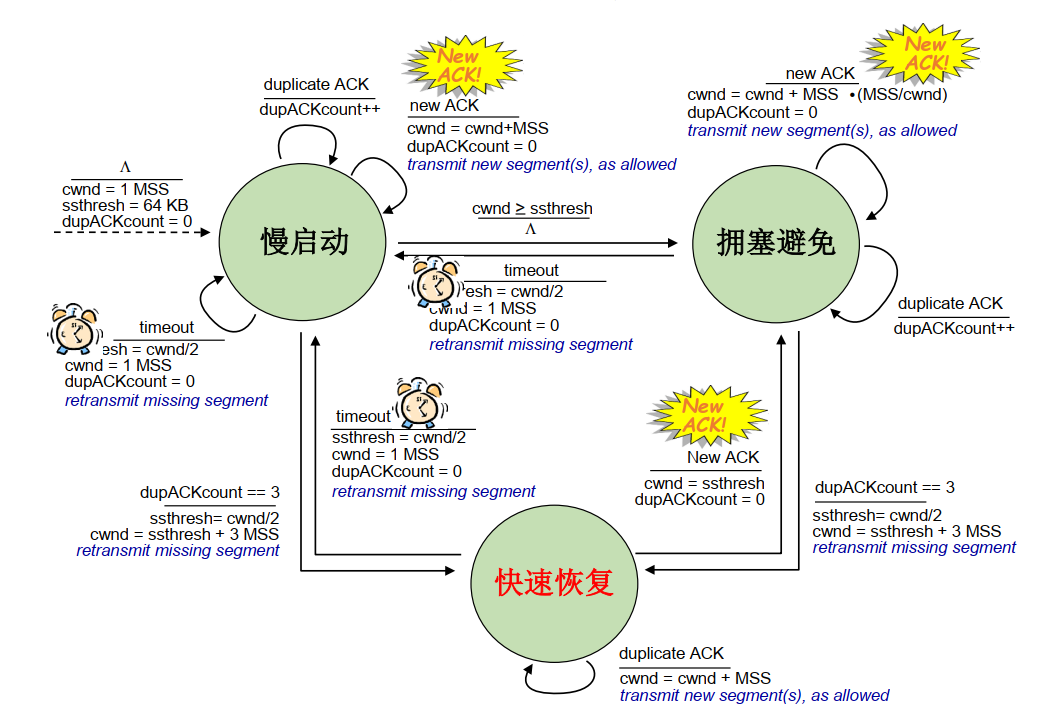 New
ACK!
duplicate ACK
dupACKcount++
new ACK
cwnd = cwnd+MSS
dupACKcount = 0
transmit new segment(s), as allowed
New
ACK!
new ACK
cwnd = cwnd + MSS •(MSS/cwnd)
dupACKcount = 0
transmit new segment(s), as allowed
Λ
cwnd = 1 MSS
ssthresh = 64 KB
dupACKcount = 0
慢启动
cwnd ≥ ssthresh
Λ
拥塞避免
timeout
esh = cwnd/2
cwnd = 1 MSS
dupACKcount = 0
retransmit missing segment
duplicate ACK
dupACKcount++
timeout
esh = cwnd/2
cwnd = 1 MSS
dupACKcount = 0
retransmit missing segment
timeout
ssthresh = cwnd/2
cwnd = 1 MSS
dupACKcount = 0
retransmit missing segment
New
ACK!
New ACK
cwnd = ssthresh
dupACKcount = 0
dupACKcount == 3
ssthresh= cwnd/2
cwnd = ssthresh + 3 MSS
retransmit missing segment
dupACKcount == 3
ssthresh= cwnd/2
cwnd = ssthresh + 3 MSS
retransmit missing segment
快速恢复
duplicate ACK
cwnd = cwnd + MSS
transmit new segment(s), as allowed